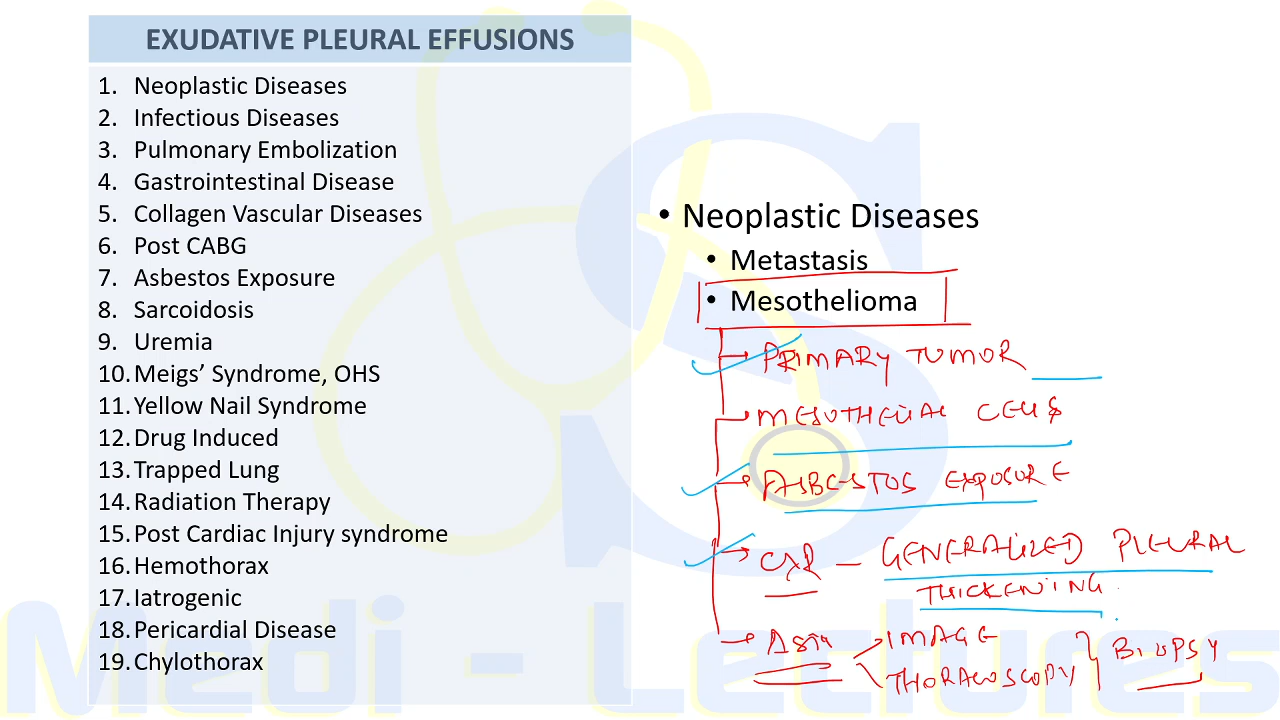 EXUDATIVE PLEURAL EFFUSIONS
1. Neoplastic Diseases
2. Infectious Diseases
3. Pulmonary Embolization
4. Gastrointestinal Disease
5. Collagen Vascular Diseases
6. Post CABG
7. Asbestos Exposure
8. Sarcoidosis
9. Uremia
10. Meigs’ Syndrome, OHS
11. Yellow Nail Syndrome
12. Drug Induced
13. Trapped Lung
14. Radiation Therapy
15. Post Cardiac Injury syndrome
16. Hemothorax
17. Iatrogenic
18. Pericardial Disease
19. Chylothorax
• Neoplastic Diseases
• Metastasis
• Mesothelioma
PRIMARY TUMOR
MESOTHELIAL CELLS
ASBESTOS EXPOSURE
CXR – GENERALIZED PLEURAL
THICKENING
IMAGE
THORACOSCOPY
BIOPSY
Medi - Lectures